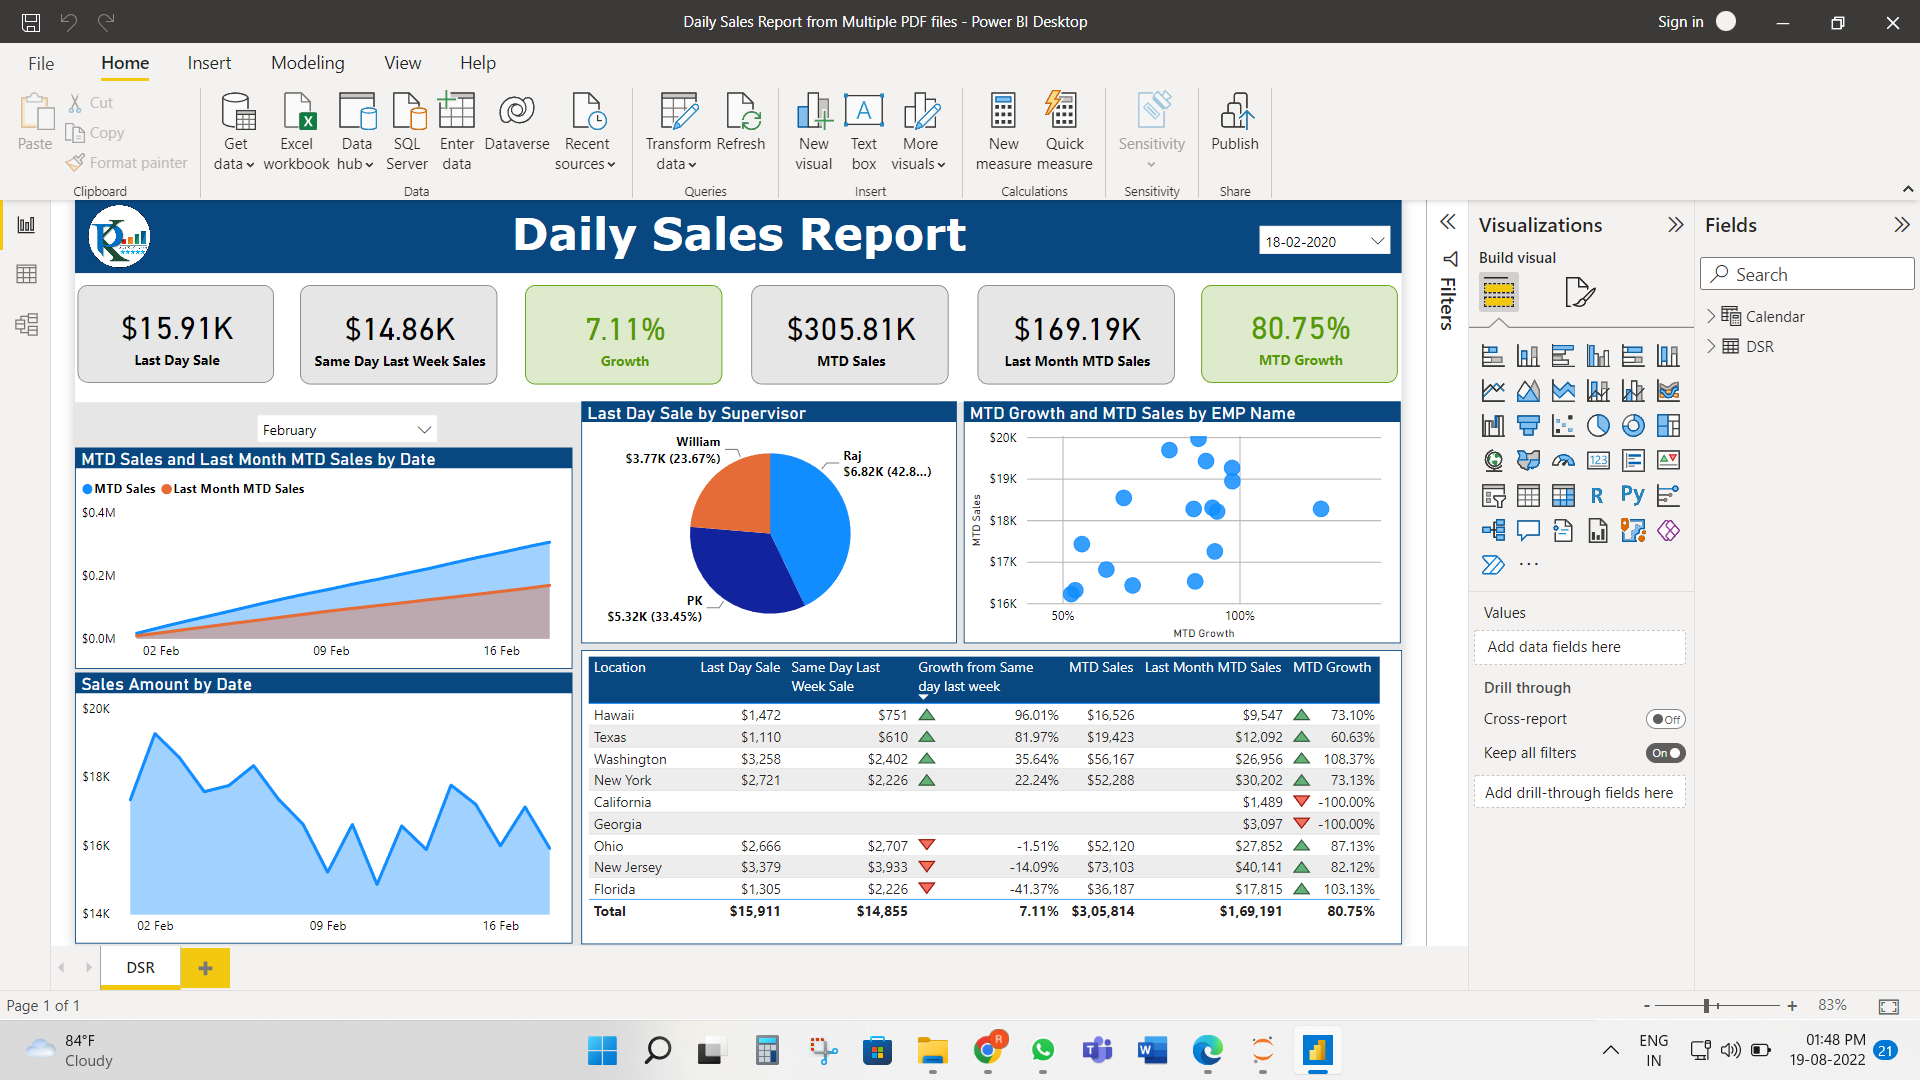 Daily Sales Report from Multiple PDF files - Power BI Desktop
Sign in
File
Home
Insert
Modeling
View
Help
Paste
Cut
Copy
Format painter
Clipboard
Get data
Excel workbook
Data hub
SQL Server
Enter data
Dataverse
Recent sources
Data
Transform data
Refresh
Queries
New visual
Text box
More visuals
Insert
New measure
Quick measure
Calculations
Sensitivity
Sensitivity
Publish
Share
Daily Sales Report
18-02-2020
$15.91K
Last Day Sale
$14.86K
Same Day Last Week Sales
7.11%
Growth
$305.81K
MTD Sales
$169.19K
Last Month MTD Sales
80.75%
MTD Growth
February
MTD Sales and Last Month MTD Sales by Date
MTD Sales Last Month MTD Sales
$0.4M
$0.2M
$0.0M
02 Feb 09 Feb 16 Feb
Sales Amount by Date
$20K
$18K
$16K
$14K
02 Feb 09 Feb 16 Feb
Last Day Sale by Supervisor
William
$3.77K (23.67%)
Raj
$6.82K (42.8...)
PK
$5.32K (33.45%)
MTD Growth and MTD Sales by EMP Name
MTD Sales
$20K
$19K
$18K
$17K
$16K
50% 100%
MTD Growth
Location Last Day Sale Same Day Last Week Sale Growth from Same day last week MTD Sales Last Month MTD Sales MTD Growth
Hawaii $1,472 $751 96.01% $16,526 $9,547 73.10%
Texas $1,110 $610 81.97% $19,423 $12,092 60.63%
Washington $3,258 $2,402 35.64% $56,167 $26,956 108.37%
New York $2,721 $2,226 22.24% $52,288 $30,202 73.13%
California $1,489 -100.00%
Georgia $3,097 -100.00%
Ohio $2,666 $2,707 -1.51% $52,120 $27,852 87.13%
New Jersey $3,379 $3,933 -14.09% $73,103 $40,141 82.12%
Florida $1,305 $2,226 -41.37% $36,187 $17,815 103.13%
Total $15,911 $14,855 7.11% $3,05,814 $1,69,191 80.75%
Filters
Visualizations
Build visual
123
R
Py
...
Values
Add data fields here
Drill through
Cross-report
Off
Keep all filters
On
Add drill-through fields here
Fields
Search
Calendar
DSR
DSR
Page 1 of 1
- + 83%
84°F
Cloudy
R
W
ENG
IN
01:48 PM
19-08-2022
21